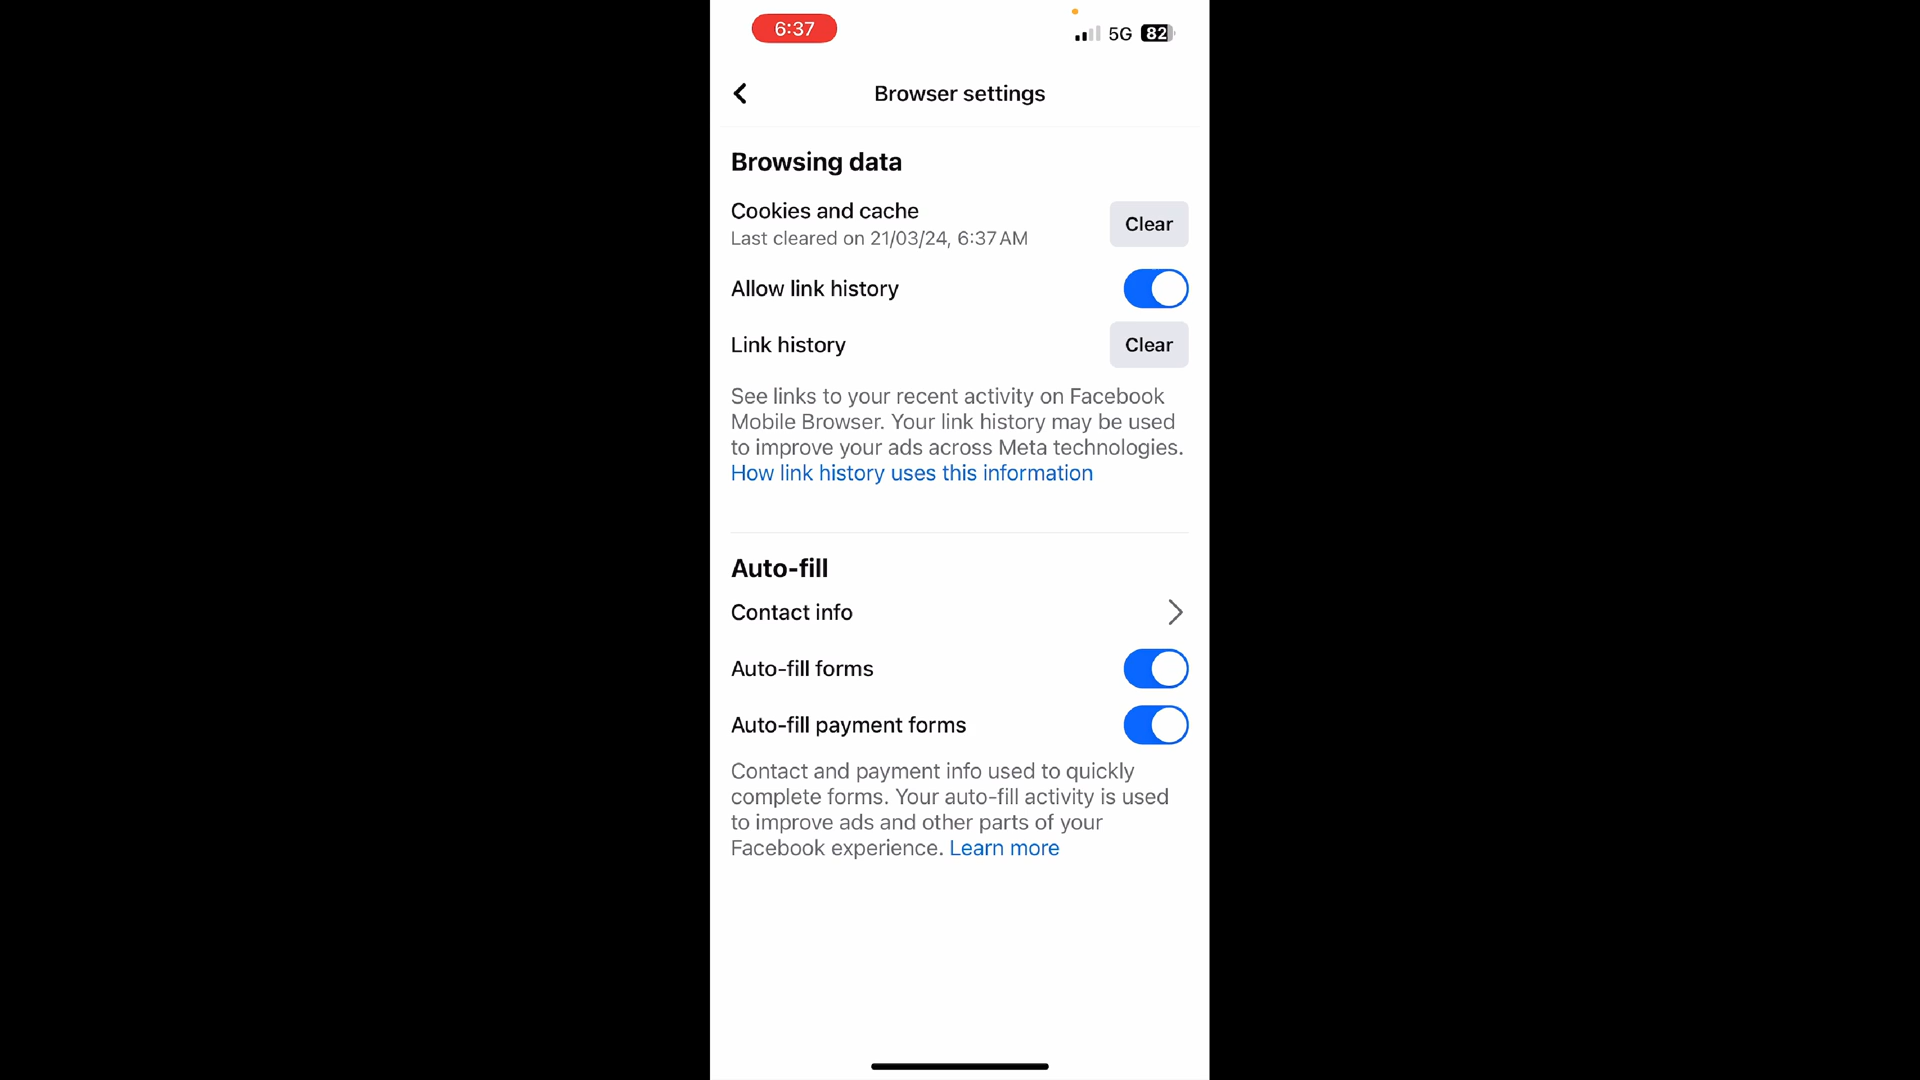 6:37
5G 82
Browser settings
Browsing data
Cookies and cache
Last cleared on 21/03/24, 6:37 AM
Clear
Allow link history
Link history
Clear
See links to your recent activity on Facebook
Mobile Browser. Your link history may be used
to improve your ads across Meta technologies.
How link history uses this information
Auto-fill
Contact info
Auto-fill forms
Auto-fill payment forms
Contact and payment info used to quickly
complete forms. Your auto-fill activity is used
to improve ads and other parts of your
Facebook experience. Learn more